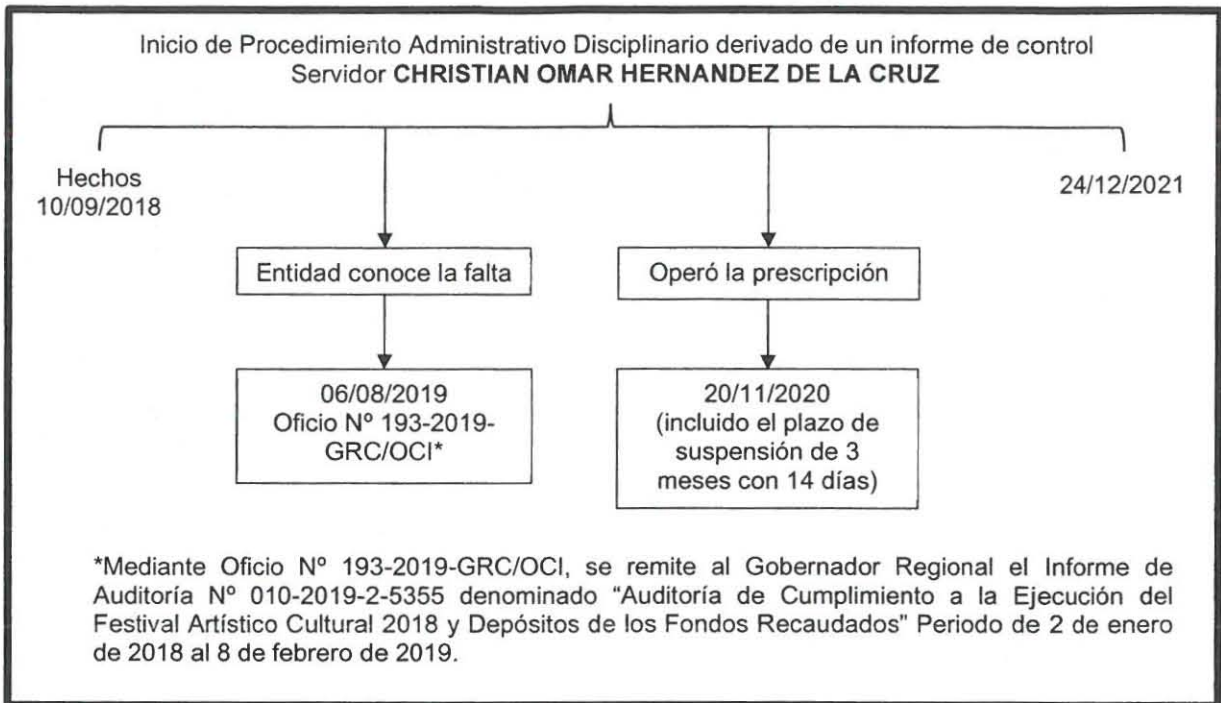 Inicio de Procedimiento Administrativo Disciplinario derivado de un informe de control
Servidor CHRISTIAN OMAR HERNANDEZ DE LA CRUZ
Hechos
10/09/2018
24/12/2021
Entidad conoce la falta
Operó la prescripción
06/08/2019
Oficio Nº 193-2019-
GRC/OCI*
20/11/2020
(incluido el plazo de
suspensión de 3
meses con 14 días)
*Mediante Oficio Nº 193-2019-GRC/OCI, se remite al Gobernador Regional el Informe de
Auditoría Nº 010-2019-2-5355 denominado “Auditoría de Cumplimiento a la Ejecución del
Festival Artístico Cultural 2018 y Depósitos de los Fondos Recaudados" Periodo de 2 de enero
de 2018 al 8 de febrero de 2019.